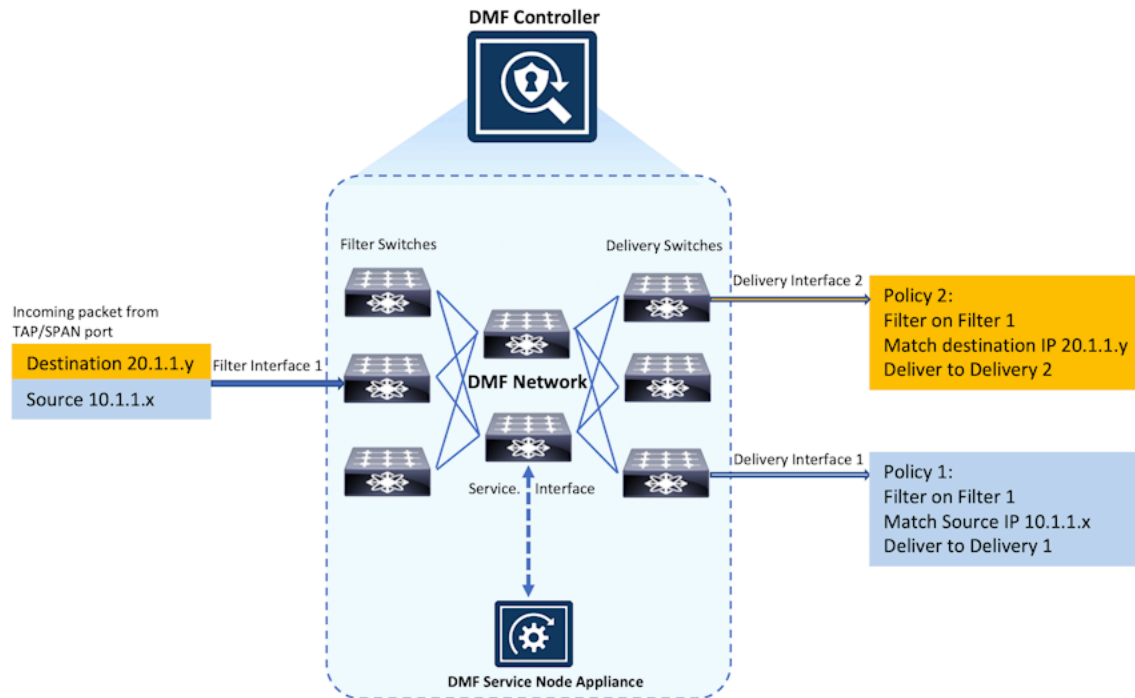 DMF Controller
Filter Switches
Delivery Switches
Incoming packet from
TAP/SPAN port
Destination 20.1.1.y
Source 10.1.1.x
Filter Interface 1
DMF Network
Service. Interface
Delivery Interface 2
Policy 2:
Filter on Filter 1
Match destination IP 20.1.1.y
Deliver to Delivery 2
Delivery Interface 1
Policy 1:
Filter on Filter 1
Match Source IP 10.1.1.x
Deliver to Delivery 1
DMF Service Node Appliance